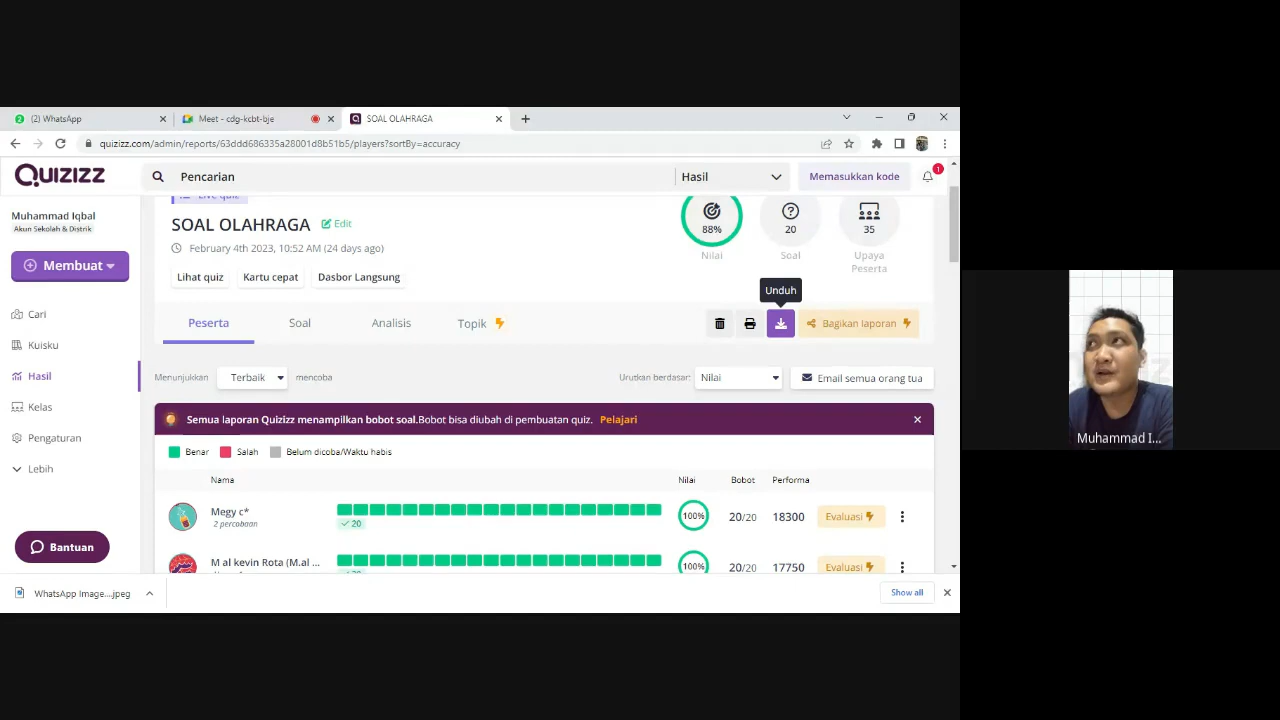 (2) WhatsApp
Meet - cdg-kcbt-bje
SOAL OLAHRAGA
quizizz.com/admin/reports/63ddd686335a28001d8b51b5/players?sortBy=accuracy
QUIZIZZ
Pencarian
Hasil
Memasukkan kode
1
Muhammad Iqbal
Akun Sekolah & Distrik
Membuat
Cari
Kuisku
Hasil
Kelas
Pengaturan
Lebih
Bantuan
Live quiz
SOAL OLAHRAGA
Edit
February 4th 2023, 10:52 AM (24 days ago)
Lihat quiz
Kartu cepat
Dasbor Langsung
88%
Nilai
20
Soal
35
Upaya
Peserta
Unduh
Peserta
Soal
Analisis
Topik
Bagikan laporan
Menunjukkan
Terbaik
mencoba
Urutkan berdasar:
Nilai
Email semua orang tua
Semua laporan Quizizz menampilkan bobot soal.Bobot bisa diubah di pembuatan quiz. Pelajari
Benar
Salah
Belum dicoba/Waktu habis
Nama
Nilai
Bobot
Performa
Megy c*
2 percobaan
20
100%
20/20
18300
Evaluasi
M al kevin Rota (M.al ...
100%
20/20
17750
Evaluasi
WhatsApp Image....jpeg
Show all
Muhammad I...